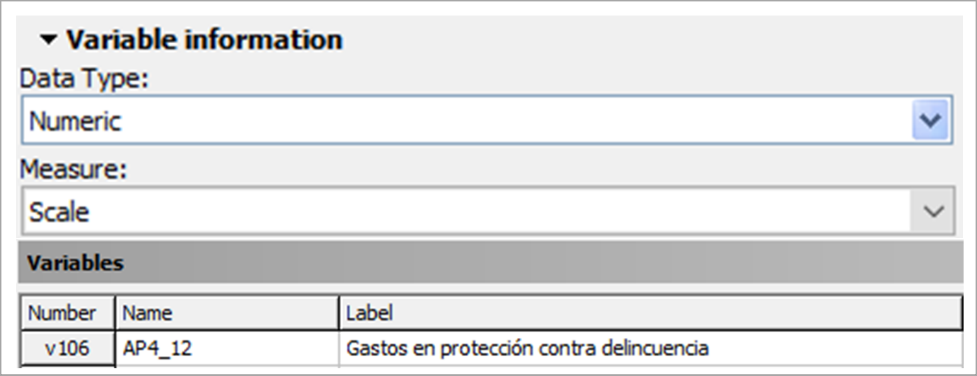 Variable information
Data Type:
Numeric
Measure:
Scale
Variables
Number Name Label
v106 AP4_12 Gastos en protección contra delincuencia